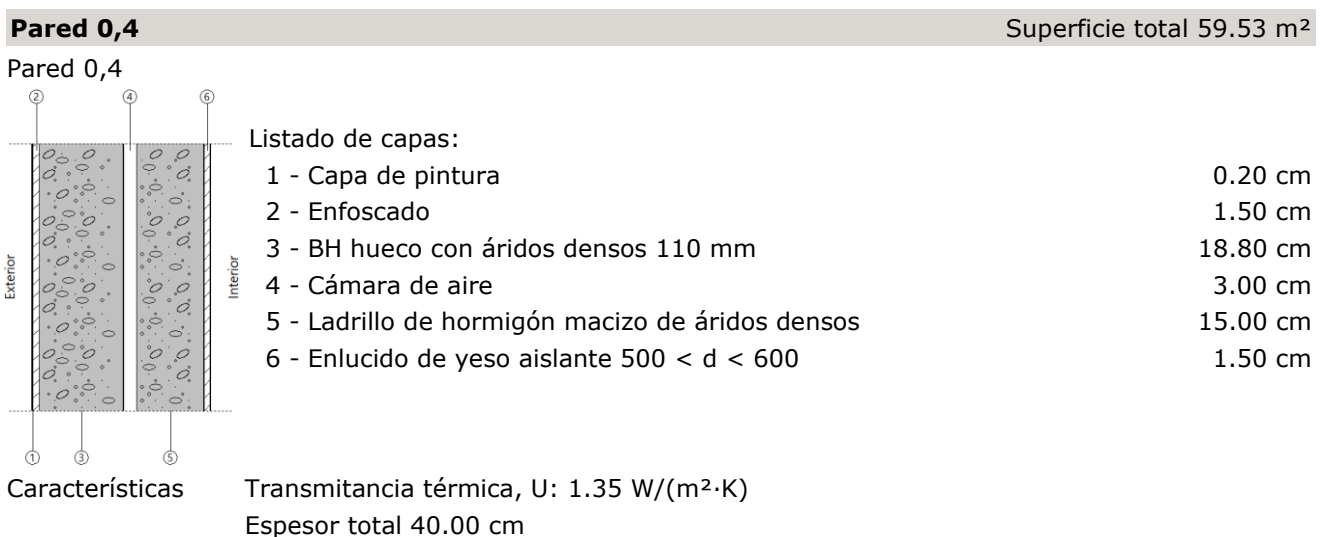 Pared 0,4 Superficie total 59.53 m²
Pared 0,4
2 4 6
Exterior
Interior
Listado de capas:
1 - Capa de pintura 0.20 cm
2 - Enfoscado 1.50 cm
3 - BH hueco con áridos densos 110 mm 18.80 cm
4 - Cámara de aire 3.00 cm
5 - Ladrillo de hormigón macizo de áridos densos 15.00 cm
6 - Enlucido de yeso aislante 500 < d < 600 1.50 cm
1 3 5
Características Transmitancia térmica, U: 1.35 W/(m²·K)
Espesor total 40.00 cm